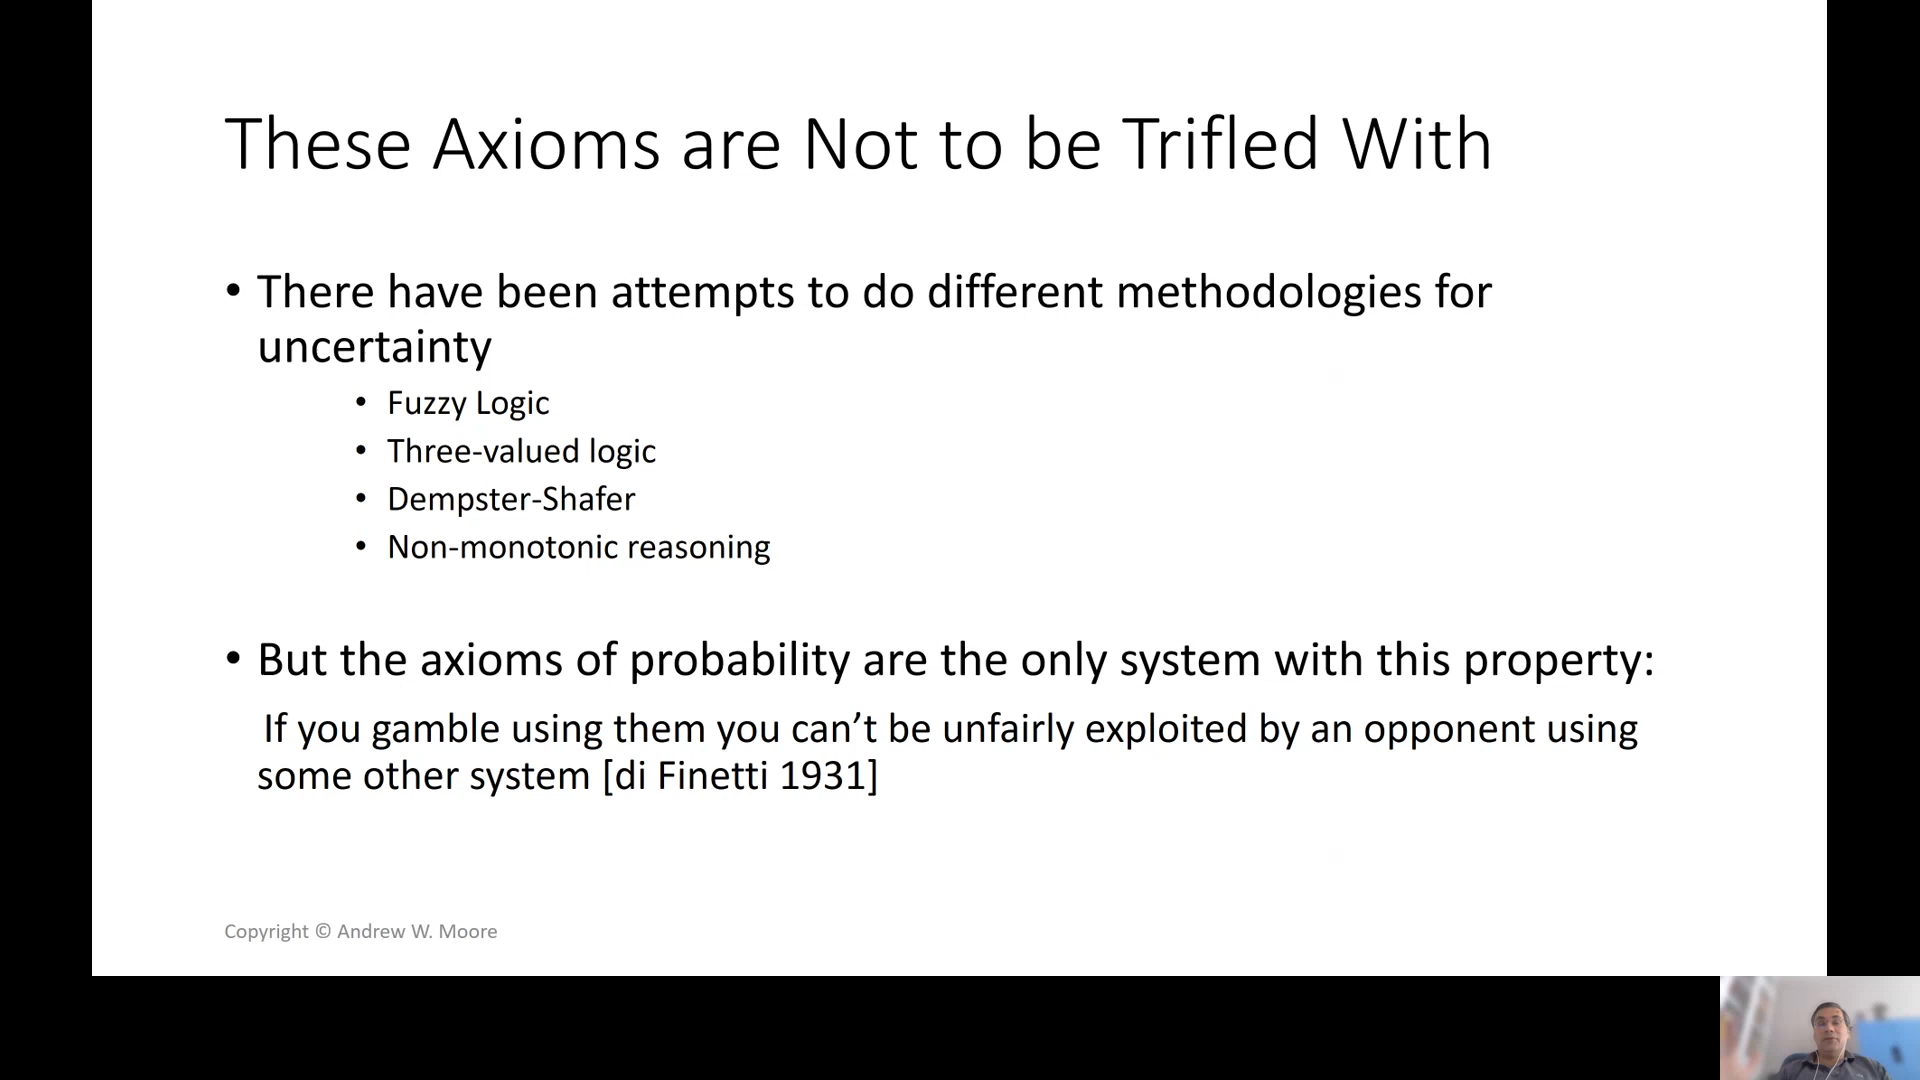 These Axioms are Not to be Trifled With
• There have been attempts to do different methodologies for
uncertainty
• Fuzzy Logic
• Three-valued logic
• Dempster-Shafer
• Non-monotonic reasoning
• But the axioms of probability are the only system with this property:
If you gamble using them you can’t be unfairly exploited by an opponent using
some other system [di Finetti 1931]
Copyright © Andrew W. Moore